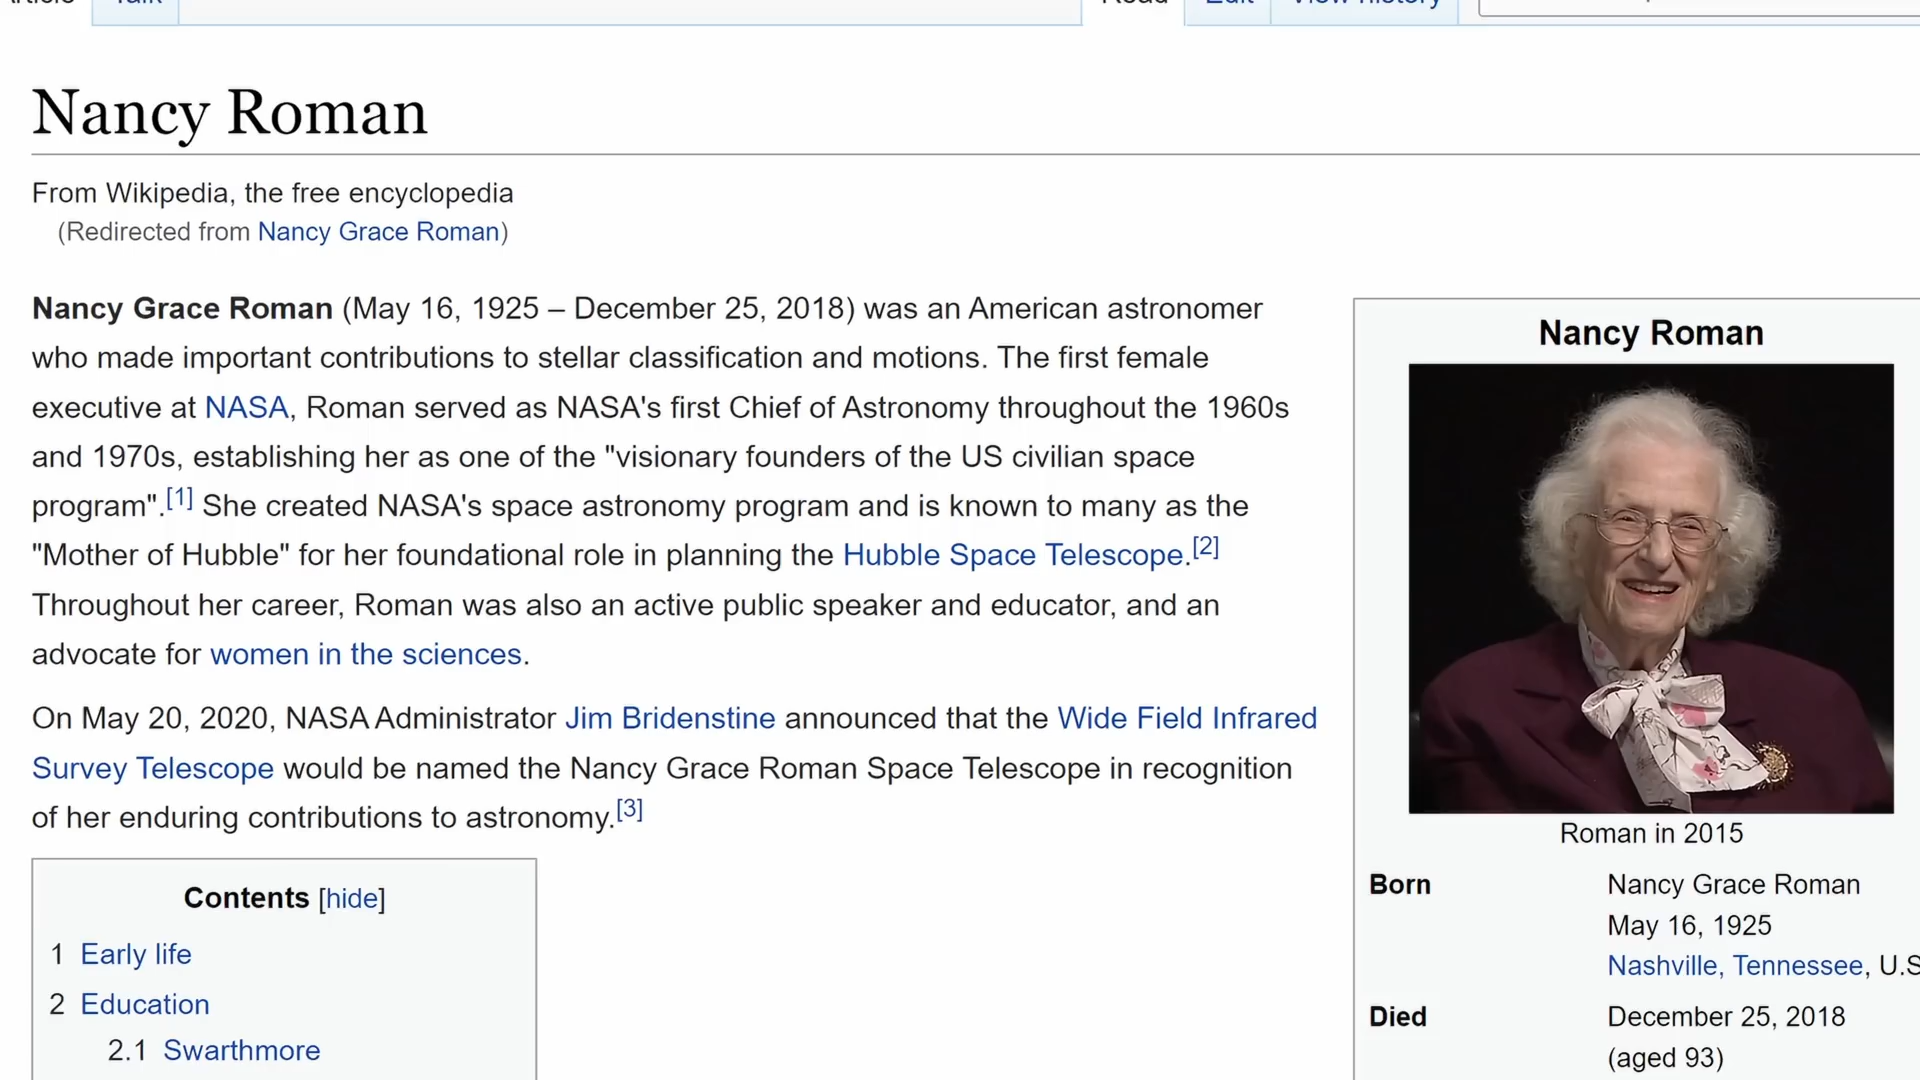 Article Talk Read Edit View history
Nancy Roman
From Wikipedia, the free encyclopedia
(Redirected from Nancy Grace Roman)
Nancy Grace Roman (May 16, 1925 – December 25, 2018) was an American astronomer
who made important contributions to stellar classification and motions. The first female
executive at NASA, Roman served as NASA's first Chief of Astronomy throughout the 1960s
and 1970s, establishing her as one of the "visionary founders of the US civilian space
program".[1] She created NASA's space astronomy program and is known to many as the
"Mother of Hubble" for her foundational role in planning the Hubble Space Telescope.[2]
Throughout her career, Roman was also an active public speaker and educator, and an
advocate for women in the sciences.
On May 20, 2020, NASA Administrator Jim Bridenstine announced that the Wide Field Infrared
Survey Telescope would be named the Nancy Grace Roman Space Telescope in recognition
of her enduring contributions to astronomy.[3]
Contents [hide]
1 Early life
2 Education
2.1 Swarthmore
Nancy Roman
Roman in 2015
Born Nancy Grace Roman
May 16, 1925
Nashville, Tennessee, U.S
Died December 25, 2018
(aged 93)